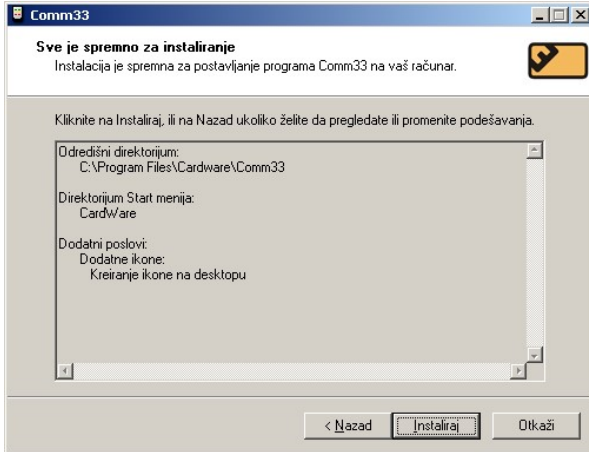 Comm33
Sve je spremno za instaliranje
Instalacija je spremna za postavljanje programa Comm33 na vaš računar.
Kliknite na Instaliraj, ili na Nazad ukoliko želite da pregledate ili promenite podešavanja.
Odredišni direktorijum:
C:\Program Files\Cardware\Comm33
Direktorijum Start menija:
CardWare
Dodatni poslovi:
Dodatne ikone:
Kreiranje ikone na desktopu
< Nazad
Instaliraj
Otkaži